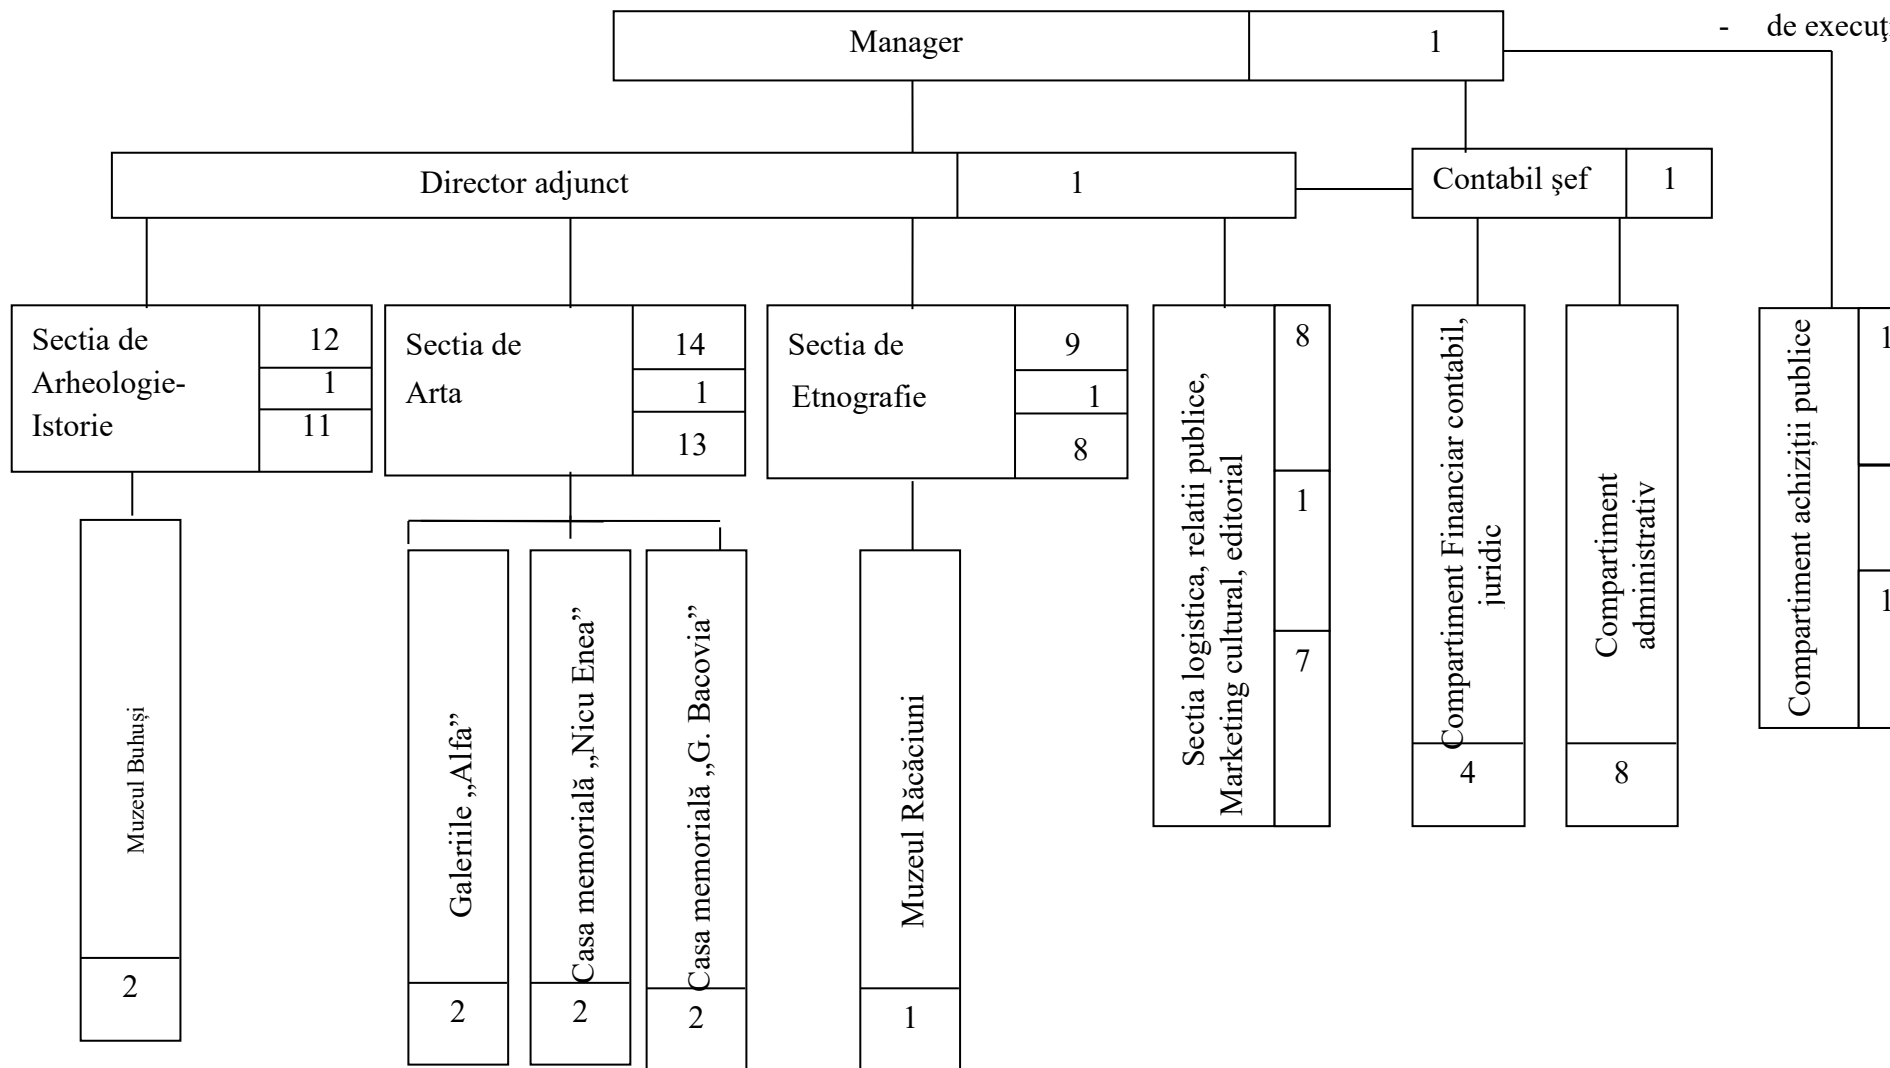 - de execuţ
Manager 1
Director adjunct 1
Contabil şef 1
Sectia de
Arheologie-
Istorie
12
1
11
Sectia de
Arta
14
1
13
Sectia de
Etnografie
9
1
8
Sectia logistica, relatii publice,
Marketing cultural, editorial
8
1
7
Compartiment Financiar contabil,
juridic
4
Compartiment
administrativ
8
Compartiment achiziții publice
1
1
Muzeul Buhuși
2
Galeriile „Alfa”
2
Casa memorială „Nicu Enea”
2
Casa memorială „G. Bacovia”
2
Muzeul Răcăciuni
1